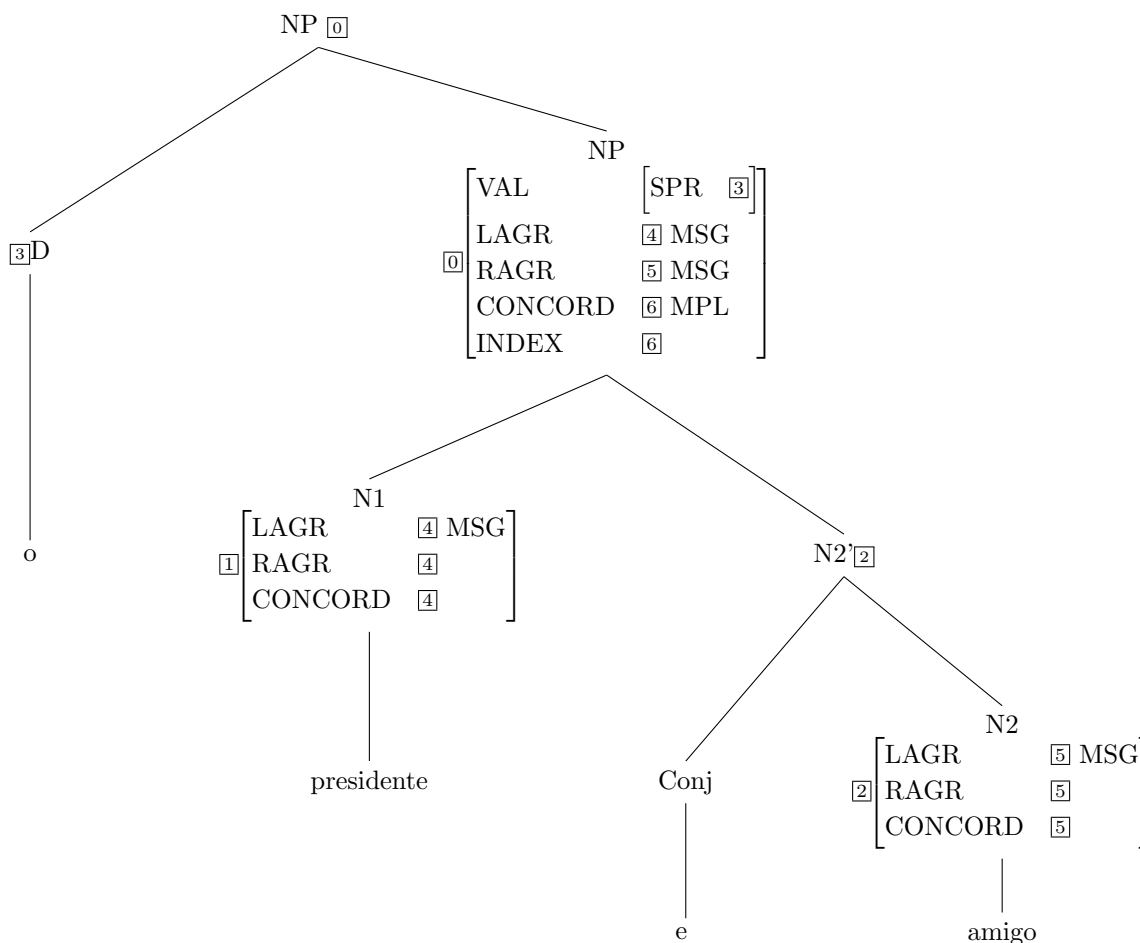 NP 0
NP
VAL [SPR 3]
LAGR 4 MSG
3 D
0
RAGR 5 MSG
CONCORD 6 MPL
INDEX 6
N1
LAGR 4 MSG
o
1 RAGR 4
N2' 2
CONCORD 4
N2
LAGR 5 MSG
presidente
Conj
2 RAGR 5
CONCORD 5
e
amigo